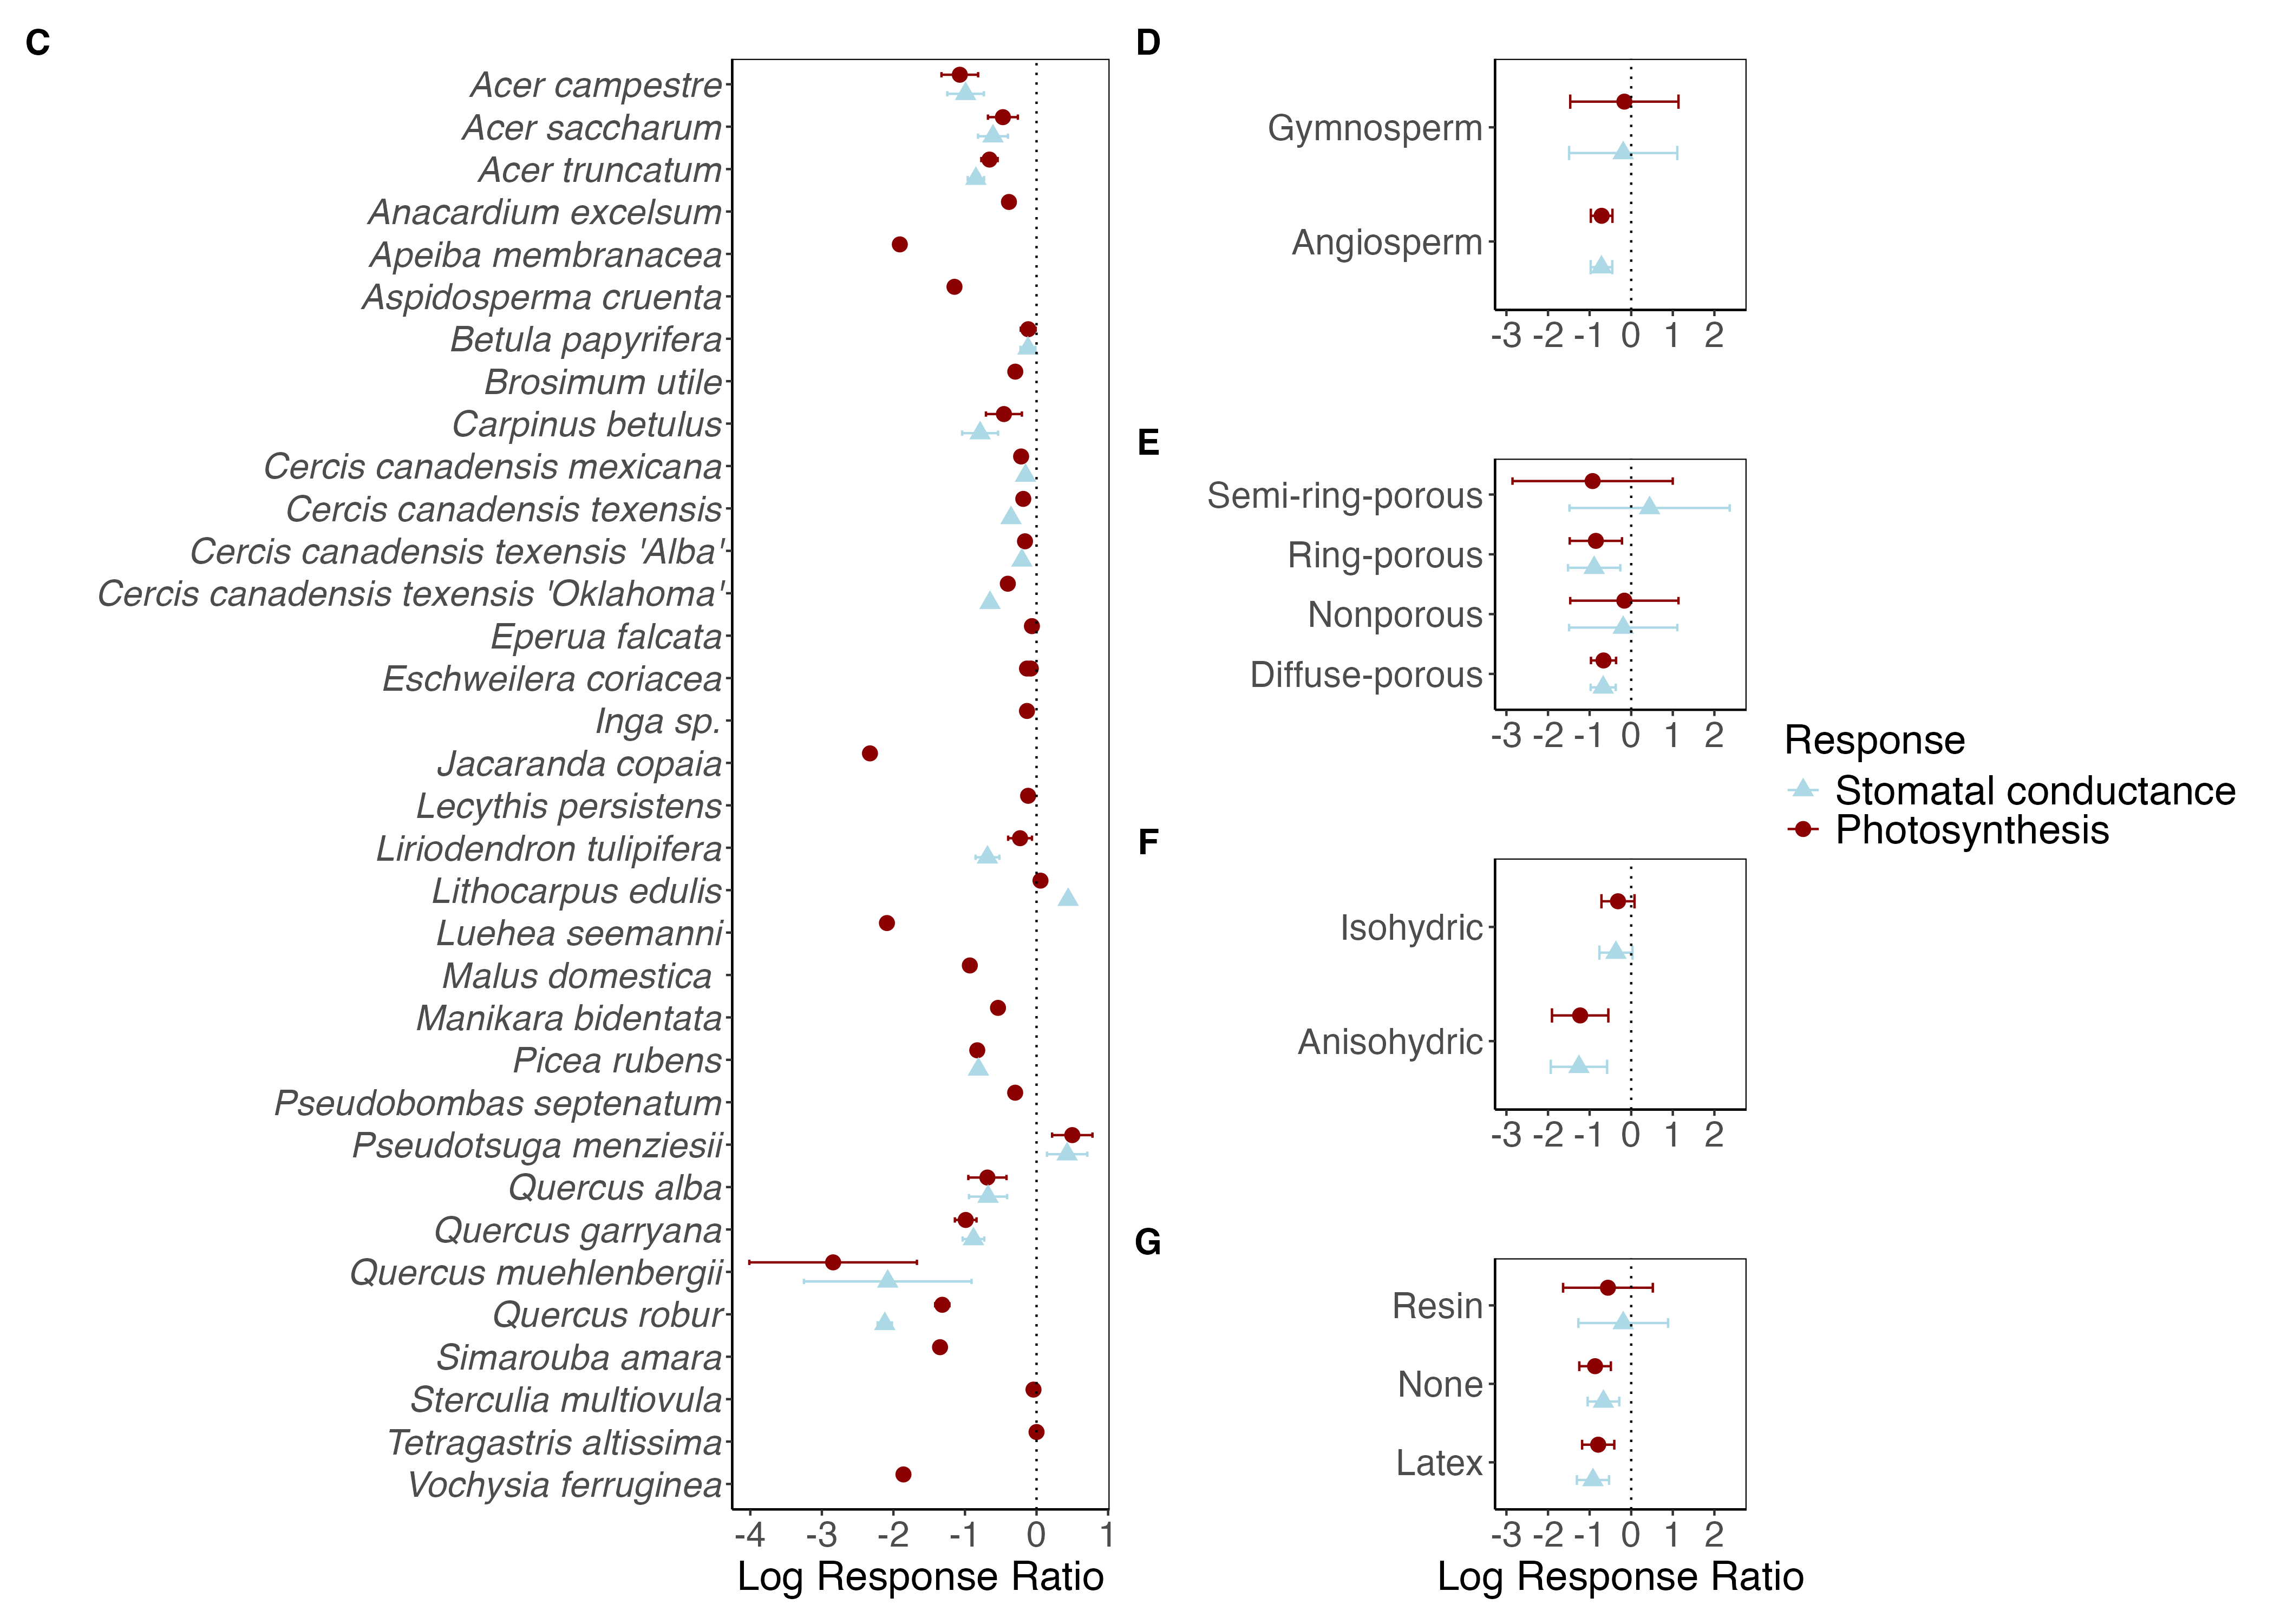 C
Acer campestre
Acer saccharum
Acer truncatum
Anacardium excelsum
Apeiba membranacea
Aspidosperma cruenta
Betula papyrifera
Brosimum utile
Carpinus betulus
Cercis canadensis mexicana
Cercis canadensis texensis
Cercis canadensis texensis 'Alba'
Cercis canadensis texensis 'Oklahoma'
Eperua falcata
Eschweilera coriacea
Inga sp.
Jacaranda copaia
Lecythis persistens
Liriodendron tulipifera
Lithocarpus edulis
Luehea seemanni
Malus domestica
Manikara bidentata
Picea rubens
Pseudobombas septenatum
Pseudotsuga menziesii
Quercus alba
Quercus garryana
Quercus muehlenbergii
Quercus robur
Simarouba amara
Sterculia multiovula
Tetragastris altissima
Vochysia ferruginea
-4 -3 -2 -1 0 1
Log Response Ratio
D
Gymnosperm
Angiosperm
-3 -2 -1 0 1 2
E
Semi-ring-porous
Ring-porous
Nonporous
Diffuse-porous
-3 -2 -1 0 1 2
F
Isohydric
Anisohydric
-3 -2 -1 0 1 2
G
Resin
None
Latex
-3 -2 -1 0 1 2
Log Response Ratio
Response
Stomatal conductance
Photosynthesis